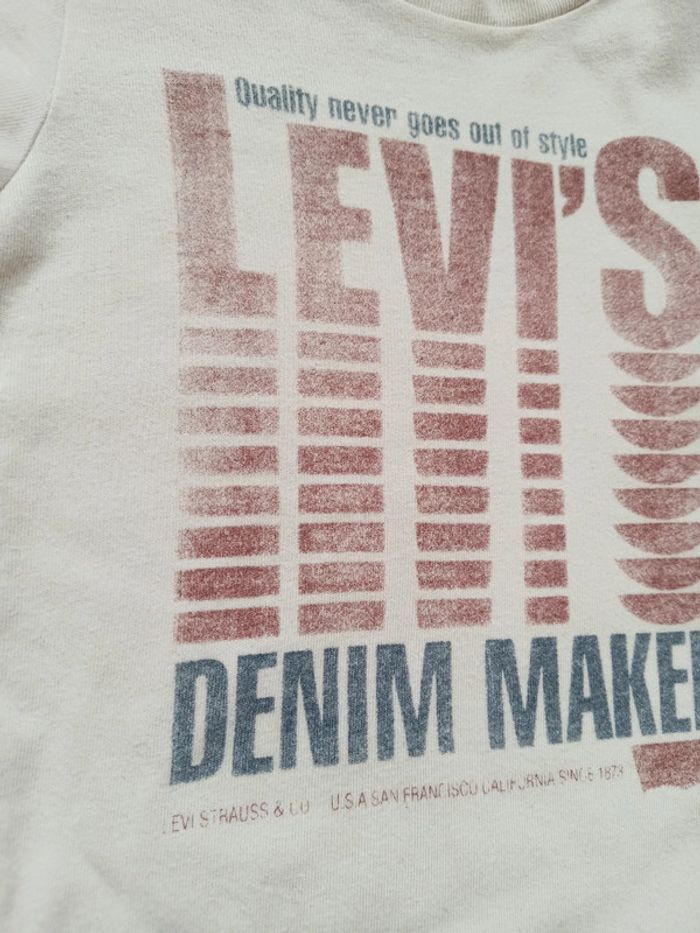 Quality never goes out of style
LEVI'S
DENIM MAKE
LEVI STRAUSS & CO U.S.A SAN FRANCISCO CALIFORNIA SINCE 1873